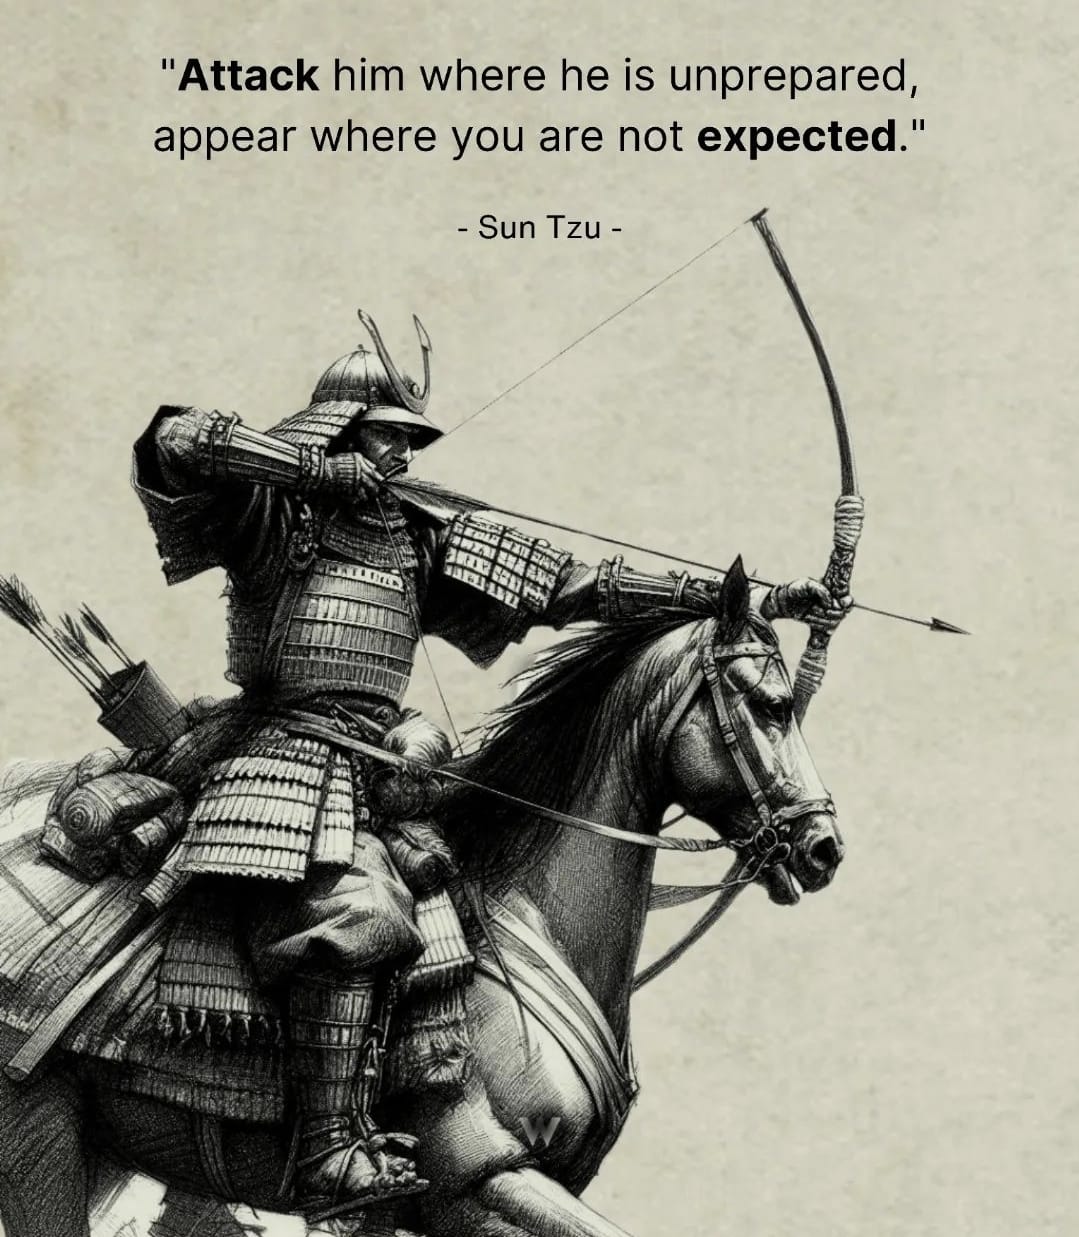 "Attack him where he is unprepared,
appear where you are not expected."
- Sun Tzu -
W